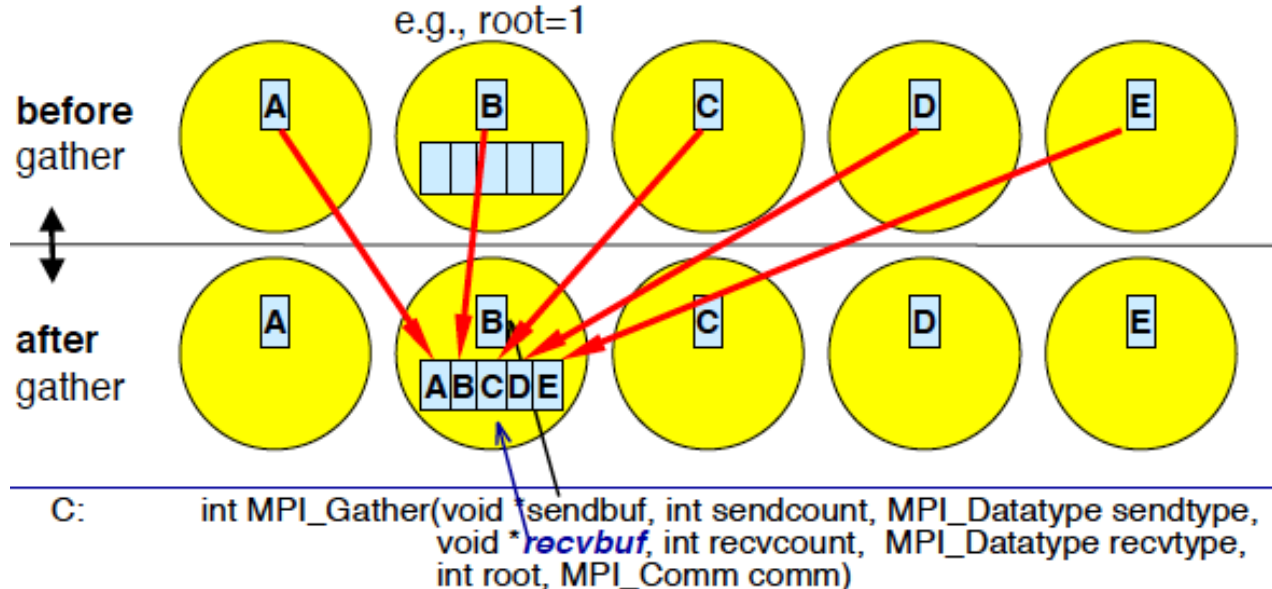 e.g., root=1
A B C D E
before
gather
A B C D E
after
gather
A B C D E
C: int MPI_Gather(void *sendbuf, int sendcount, MPI_Datatype sendtype,
void *recvbuf, int recvcount, MPI_Datatype recvtype,
int root, MPI_Comm comm)